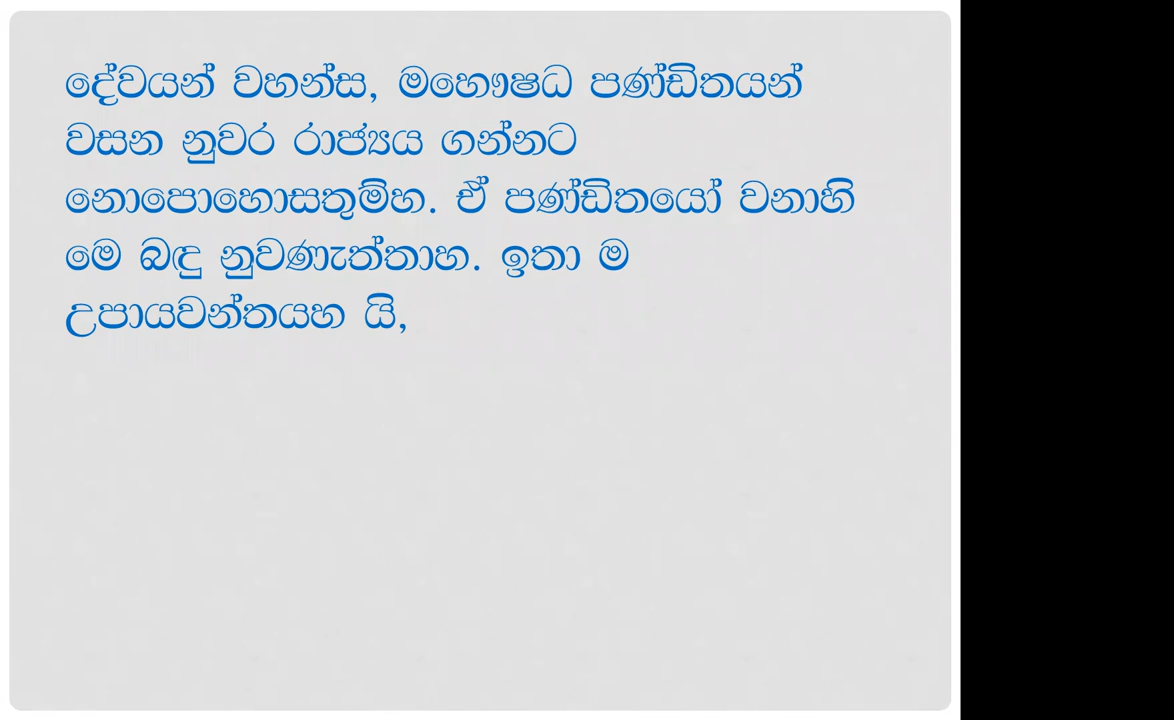 දේවයන් වහන්ස, මහෞෂධ පණ්ඩිතයන්
වසන නුවර රාජ්‍යය ගන්නට
නොපොහොසතුම්හ. ඒ පණ්ඩිතයෝ වනාහි
මෙ බඳු නුවණැත්තාහ. ඉතා ම
උපායවන්තයහ යි,